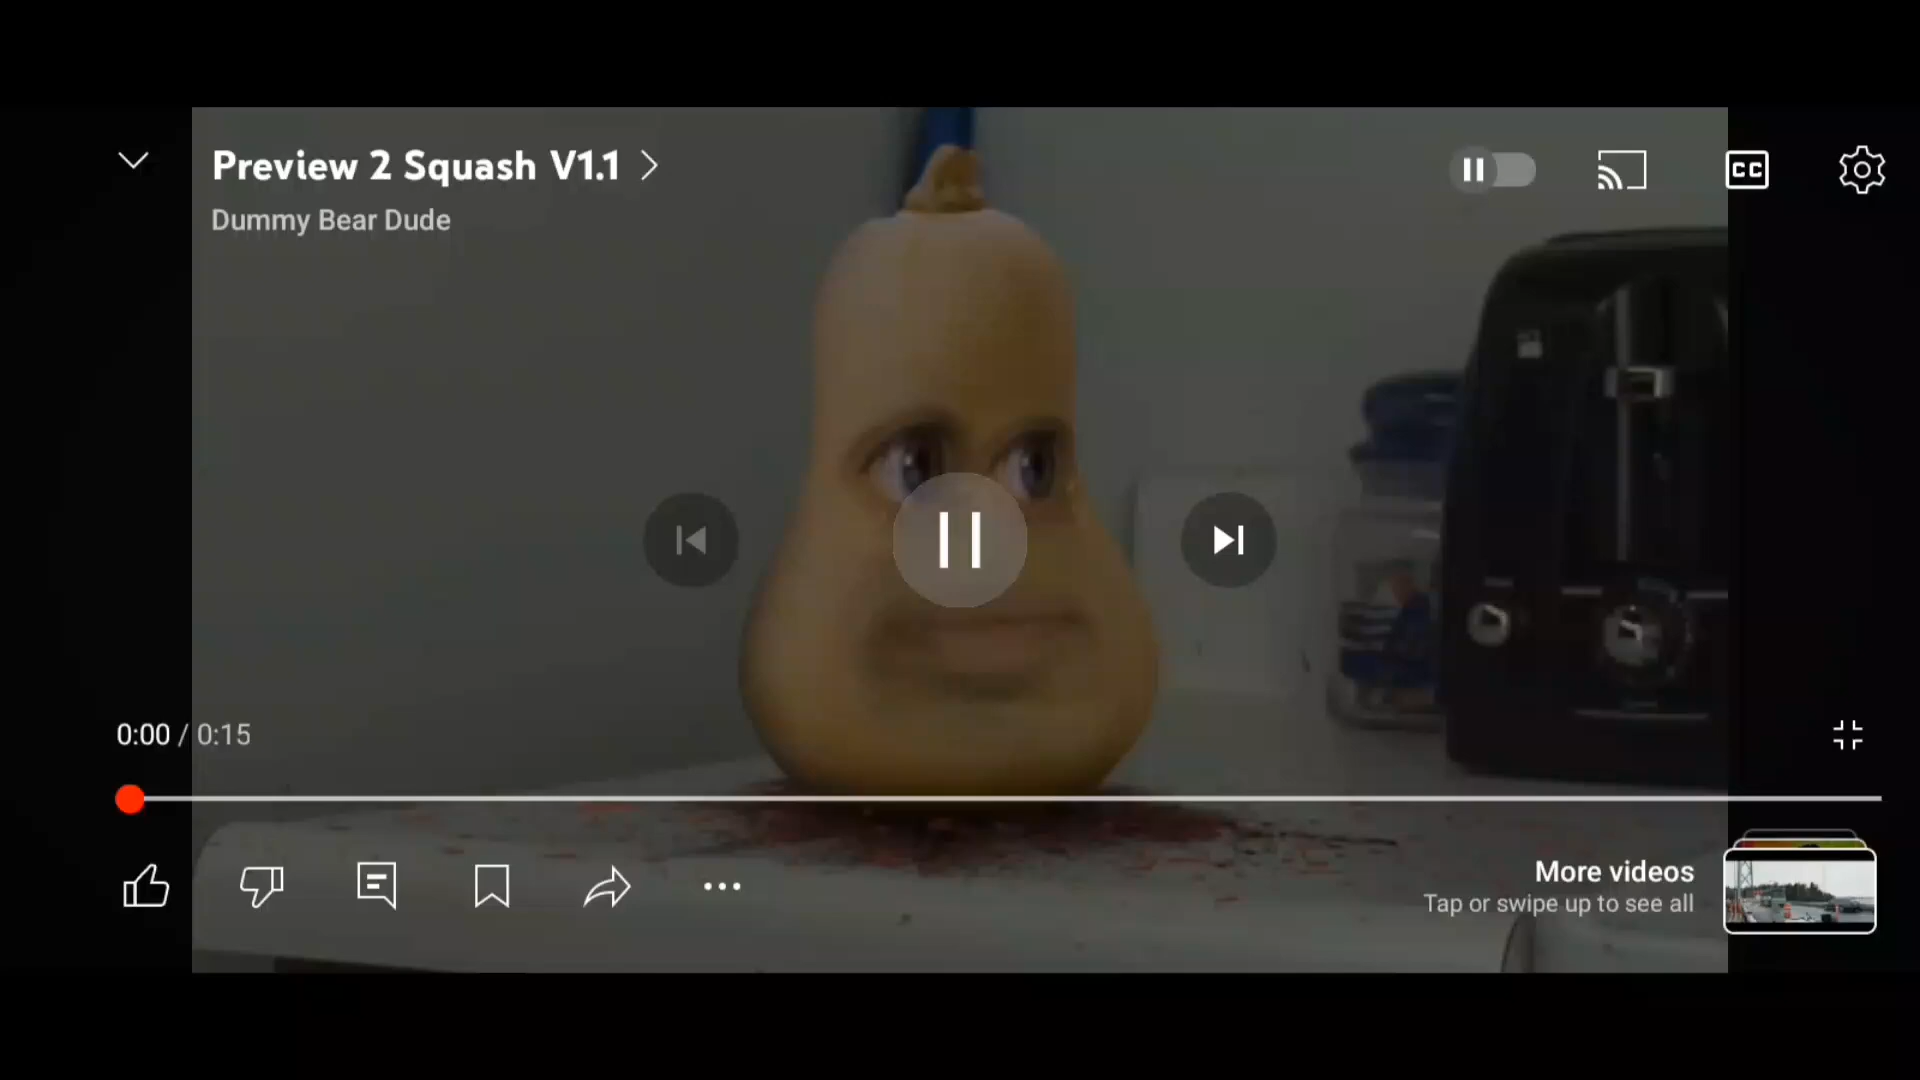 Preview 2 Squash V1.1
Dummy Bear Dude
CC
0:00 / 0:15
More videos
Tap or swipe up to see all